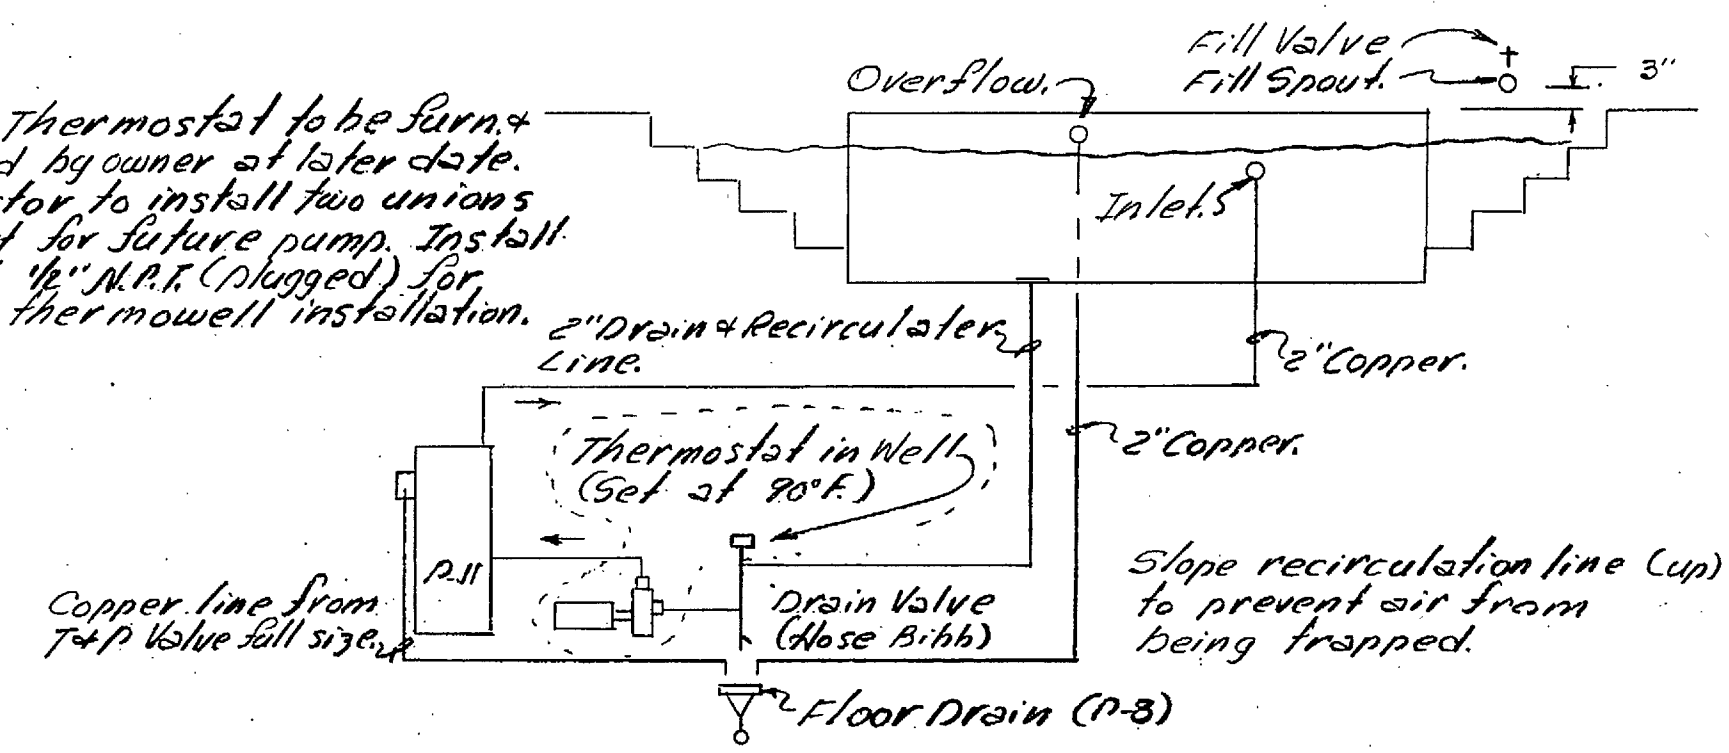 Fill Valve
Fill Spout.
3"
Overflow.
Thermostat to be furn. &
by owner at later date.
to install two unions
for future pump. Install
1/2" N.P.T. (plugged) for
thermowell installation.
Inlet.
2" Drain & Recirculater
Line.
2" Copper.
2" Copper.
Thermostat in Well
(Set at 90°F.)
P-11
Copper line from
T&P Valve full size.
Drain Valve
(Hose Bibb)
Slope recirculation line (up)
to prevent air from
being trapped.
Floor Drain (P-8)